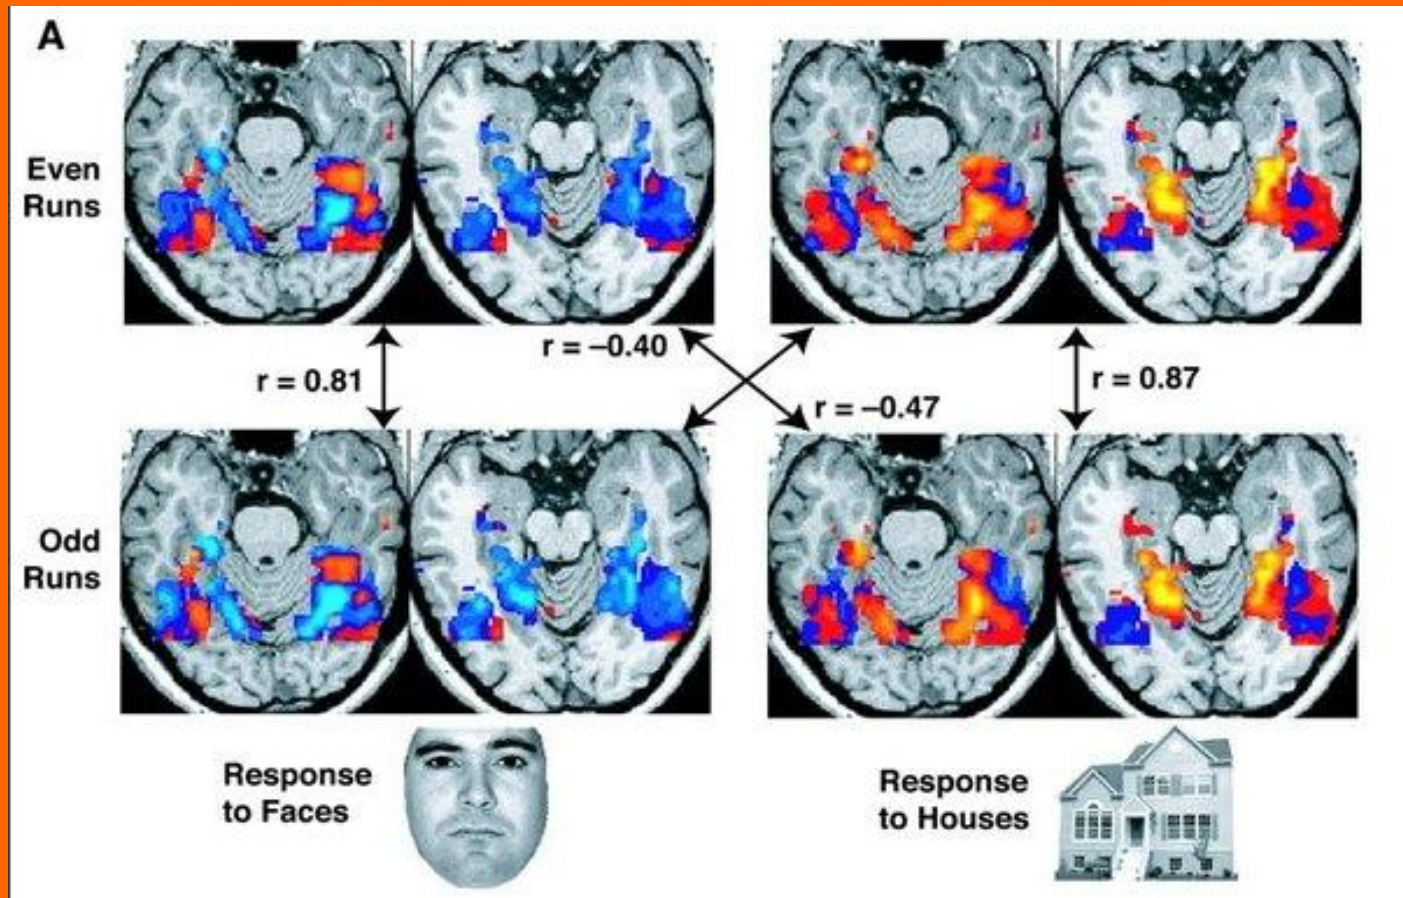 A
Even
Runs
r = –0.40
r = 0.81
r = 0.87
r = –0.47
Odd
Runs
Response
to Faces
Response
to Houses